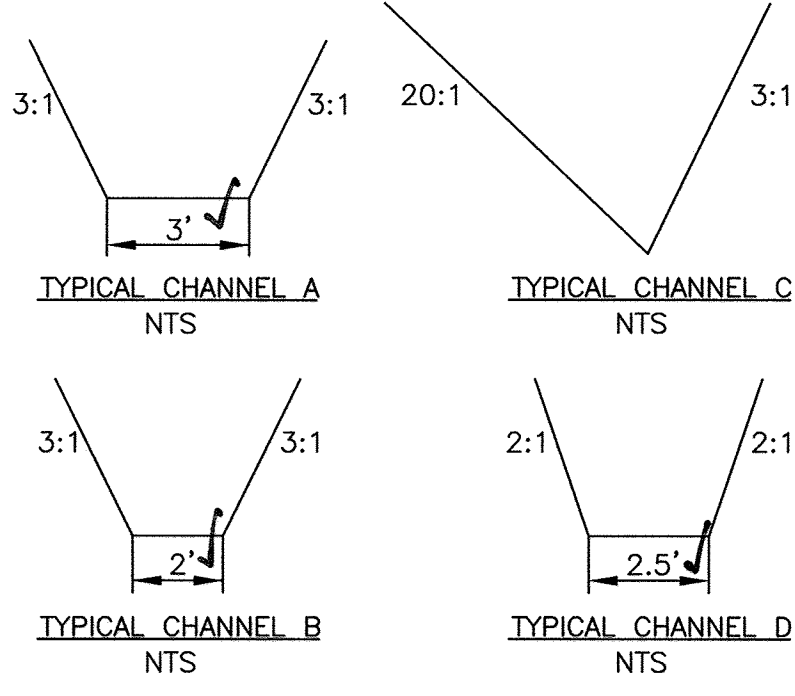 3:1
3:1
3'
TYPICAL CHANNEL A
NTS
20:1
3:1
TYPICAL CHANNEL C
NTS
3:1
3:1
2'
TYPICAL CHANNEL B
NTS
2:1
2:1
2.5'
TYPICAL CHANNEL D
NTS